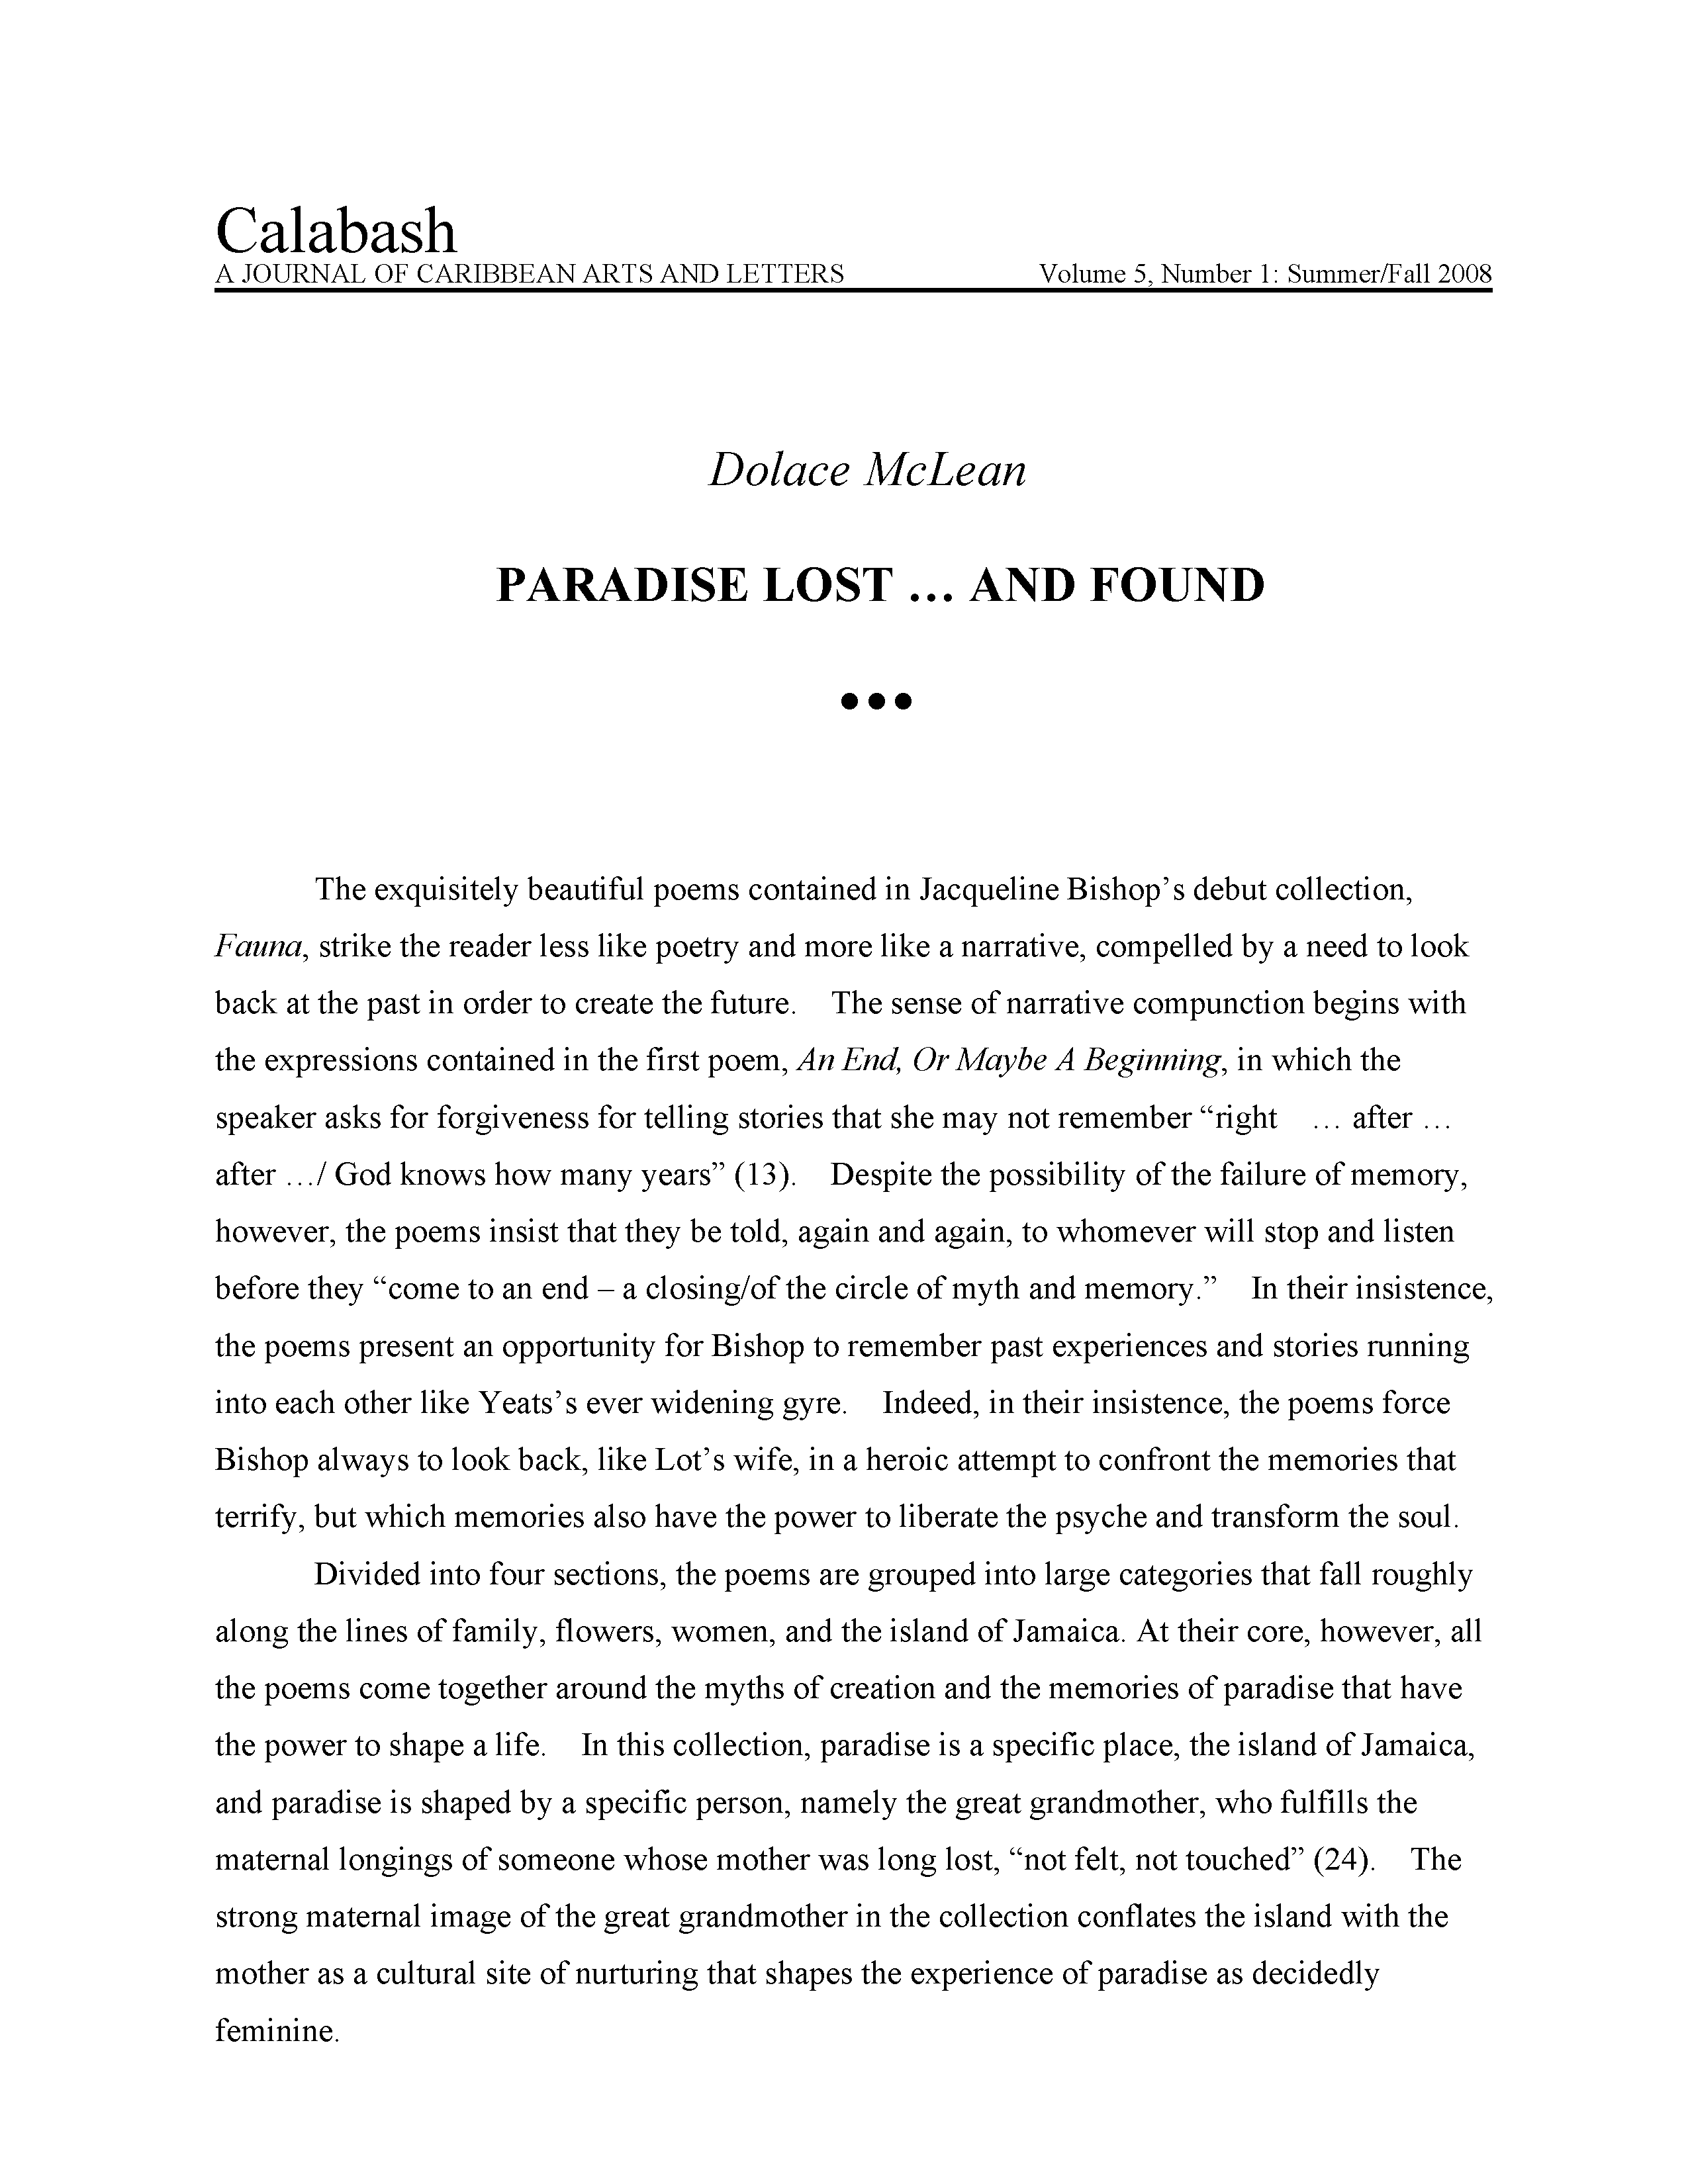 Calabash
A JOURNAL OF CARIBBEAN ARTS AND LETTERS Volume 5, Number 1: Summer/Fall 2008
Dolace McLean
PARADISE LOST … AND FOUND
•••
The exquisitely beautiful poems contained in Jacqueline Bishop’s debut collection,
Fauna, strike the reader less like poetry and more like a narrative, compelled by a need to look
back at the past in order to create the future. The sense of narrative compunction begins with
the expressions contained in the first poem, An End, Or Maybe A Beginning, in which the
speaker asks for forgiveness for telling stories that she may not remember “right … after …
after …/ God knows how many years” (13). Despite the possibility of the failure of memory,
however, the poems insist that they be told, again and again, to whomever will stop and listen
before they “come to an end – a closing/of the circle of myth and memory.” In their insistence,
the poems present an opportunity for Bishop to remember past experiences and stories running
into each other like Yeats’s ever widening gyre. Indeed, in their insistence, the poems force
Bishop always to look back, like Lot’s wife, in a heroic attempt to confront the memories that
terrify, but which memories also have the power to liberate the psyche and transform the soul.
Divided into four sections, the poems are grouped into large categories that fall roughly
along the lines of family, flowers, women, and the island of Jamaica. At their core, however, all
the poems come together around the myths of creation and the memories of paradise that have
the power to shape a life. In this collection, paradise is a specific place, the island of Jamaica,
and paradise is shaped by a specific person, namely the great grandmother, who fulfills the
maternal longings of someone whose mother was long lost, “not felt, not touched” (24). The
strong maternal image of the great grandmother in the collection conflates the island with the
mother as a cultural site of nurturing that shapes the experience of paradise as decidedly
feminine.